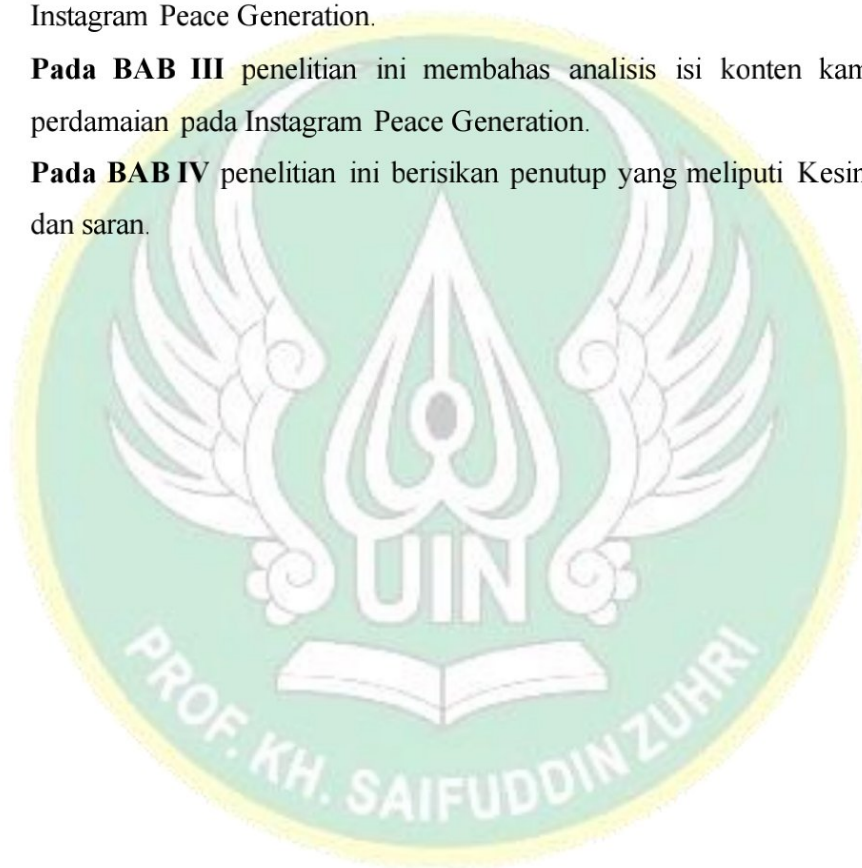 Instagram Peace Generation.
Pada BAB III penelitian ini membahas analisis isi konten kam
perdamaian pada Instagram Peace Generation.
Pada BAB IV penelitian ini berisikan penutup yang meliputi Kesin
dan saran.
UIN
PROF. KH. SAIFUDDIN ZUHRI